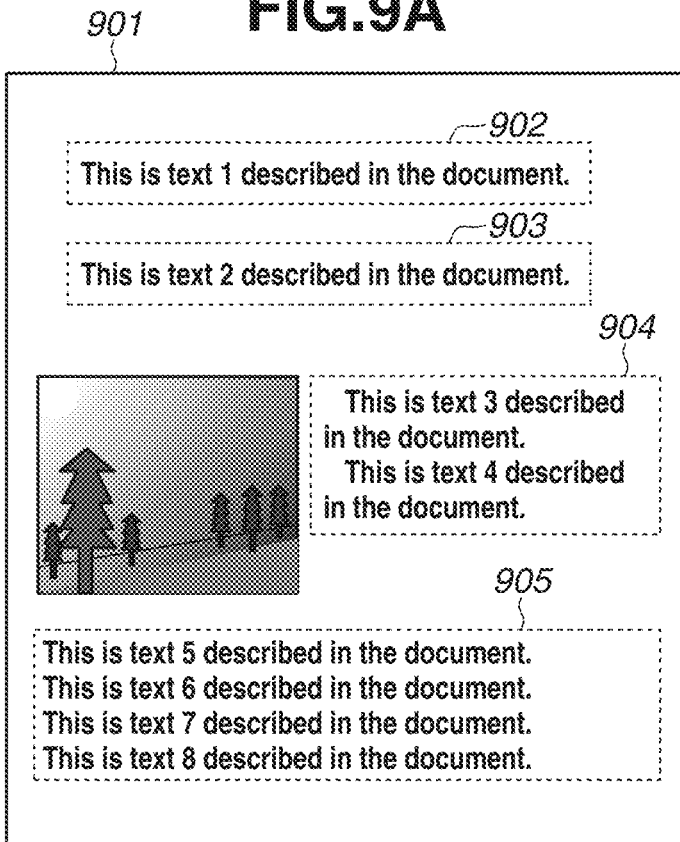 FIG.9A
901
902
This is text 1 described in the document.
903
This is text 2 described in the document.
904
This is text 3 described
in the document.
This is text 4 described
in the document.
905
This is text 5 described in the document.
This is text 6 described in the document.
This is text 7 described in the document.
This is text 8 described in the document.